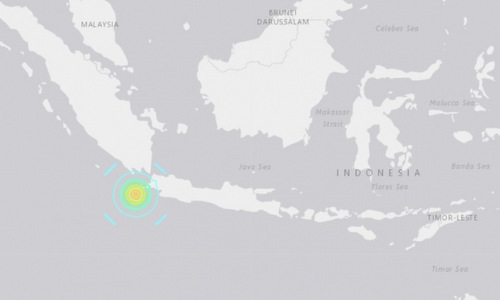 BRUNEI
DARUSSALAM
MALAYSIA
Celebes Sea
Molucca Sea
Makassar
Strait
Java Sea
INDONESIA
Banda Sea
Flores Sea
TIMOR-LESTE
Timor Sea